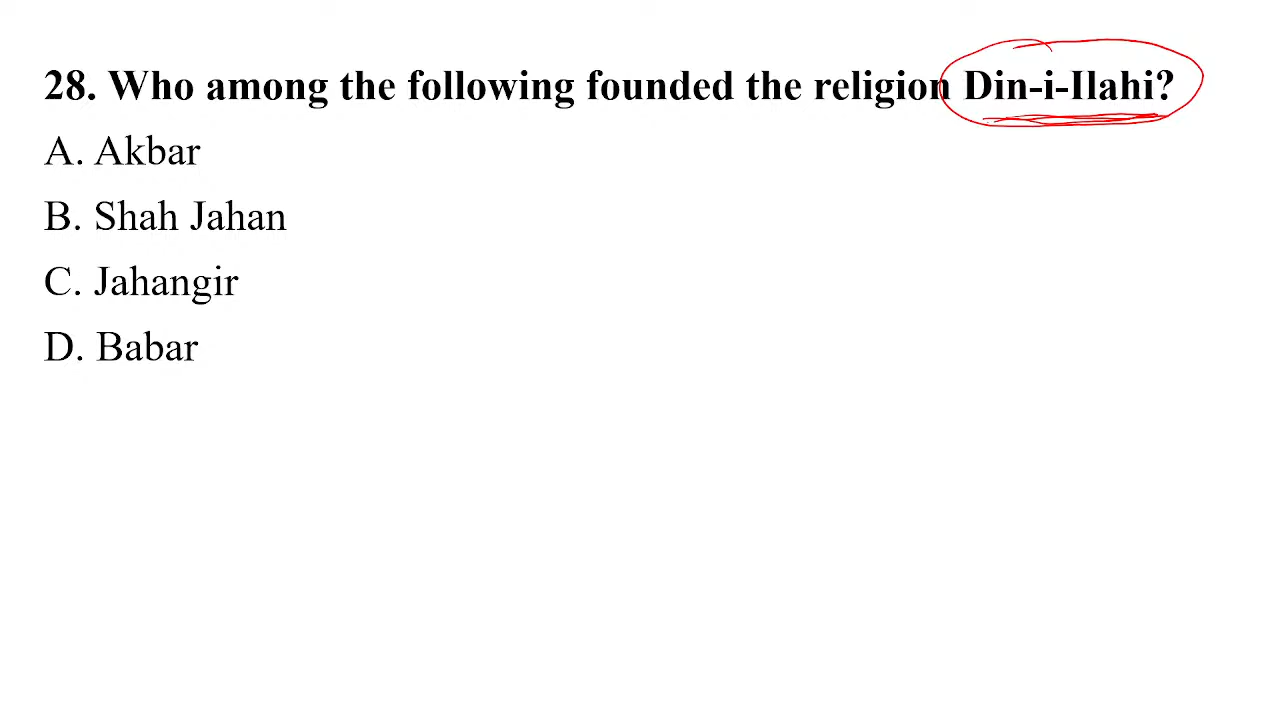 28. Who among the following founded the religion Din-i-Ilahi?
A. Akbar
B. Shah Jahan
C. Jahangir
D. Babar